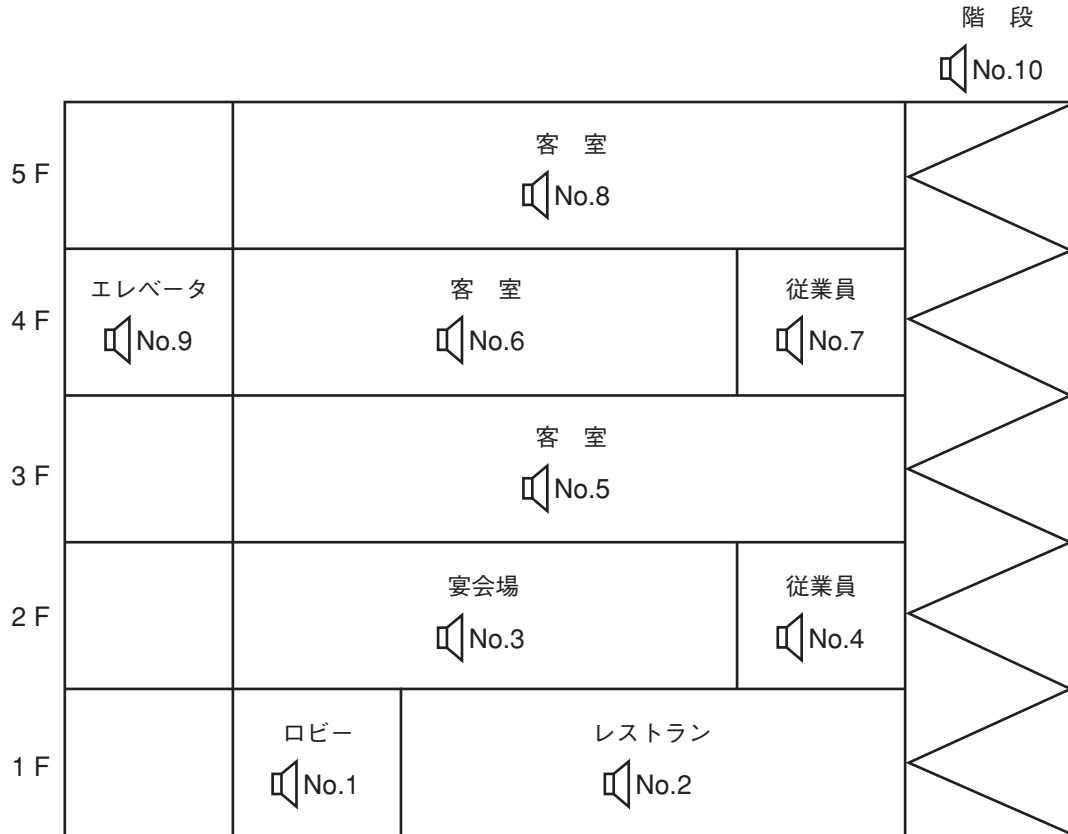 階 段
No.10
5 F
客 室
No.8
4 F
エレベータ
No.9
客 室
No.6
従業員
No.7
3 F
客 室
No.5
2 F
宴会場
No.3
従業員
No.4
1 F
ロビー
No.1
レストラン
No.2